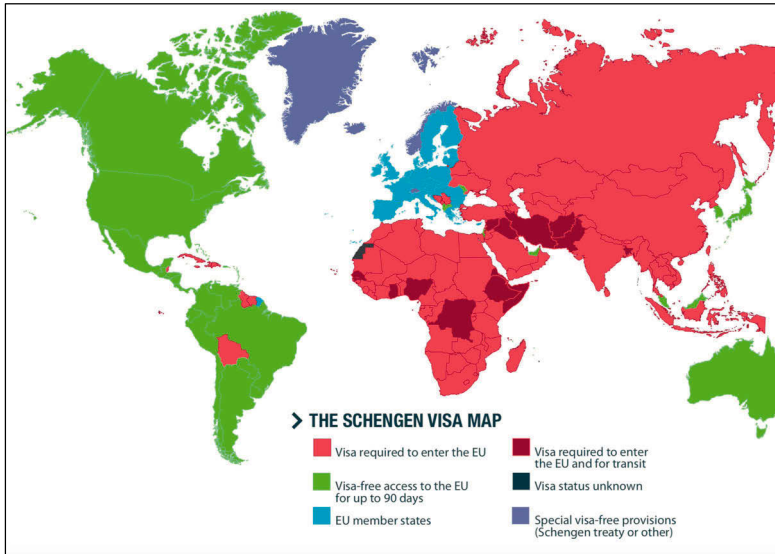 THE SCHENGEN VISA MAP
Visa required to enter the EU
Visa-free access to the EU
for up to 90 days
EU member states
Visa required to enter
the EU and for transit
Visa status unknown
Special visa-free provisions
(Schengen treaty or other)